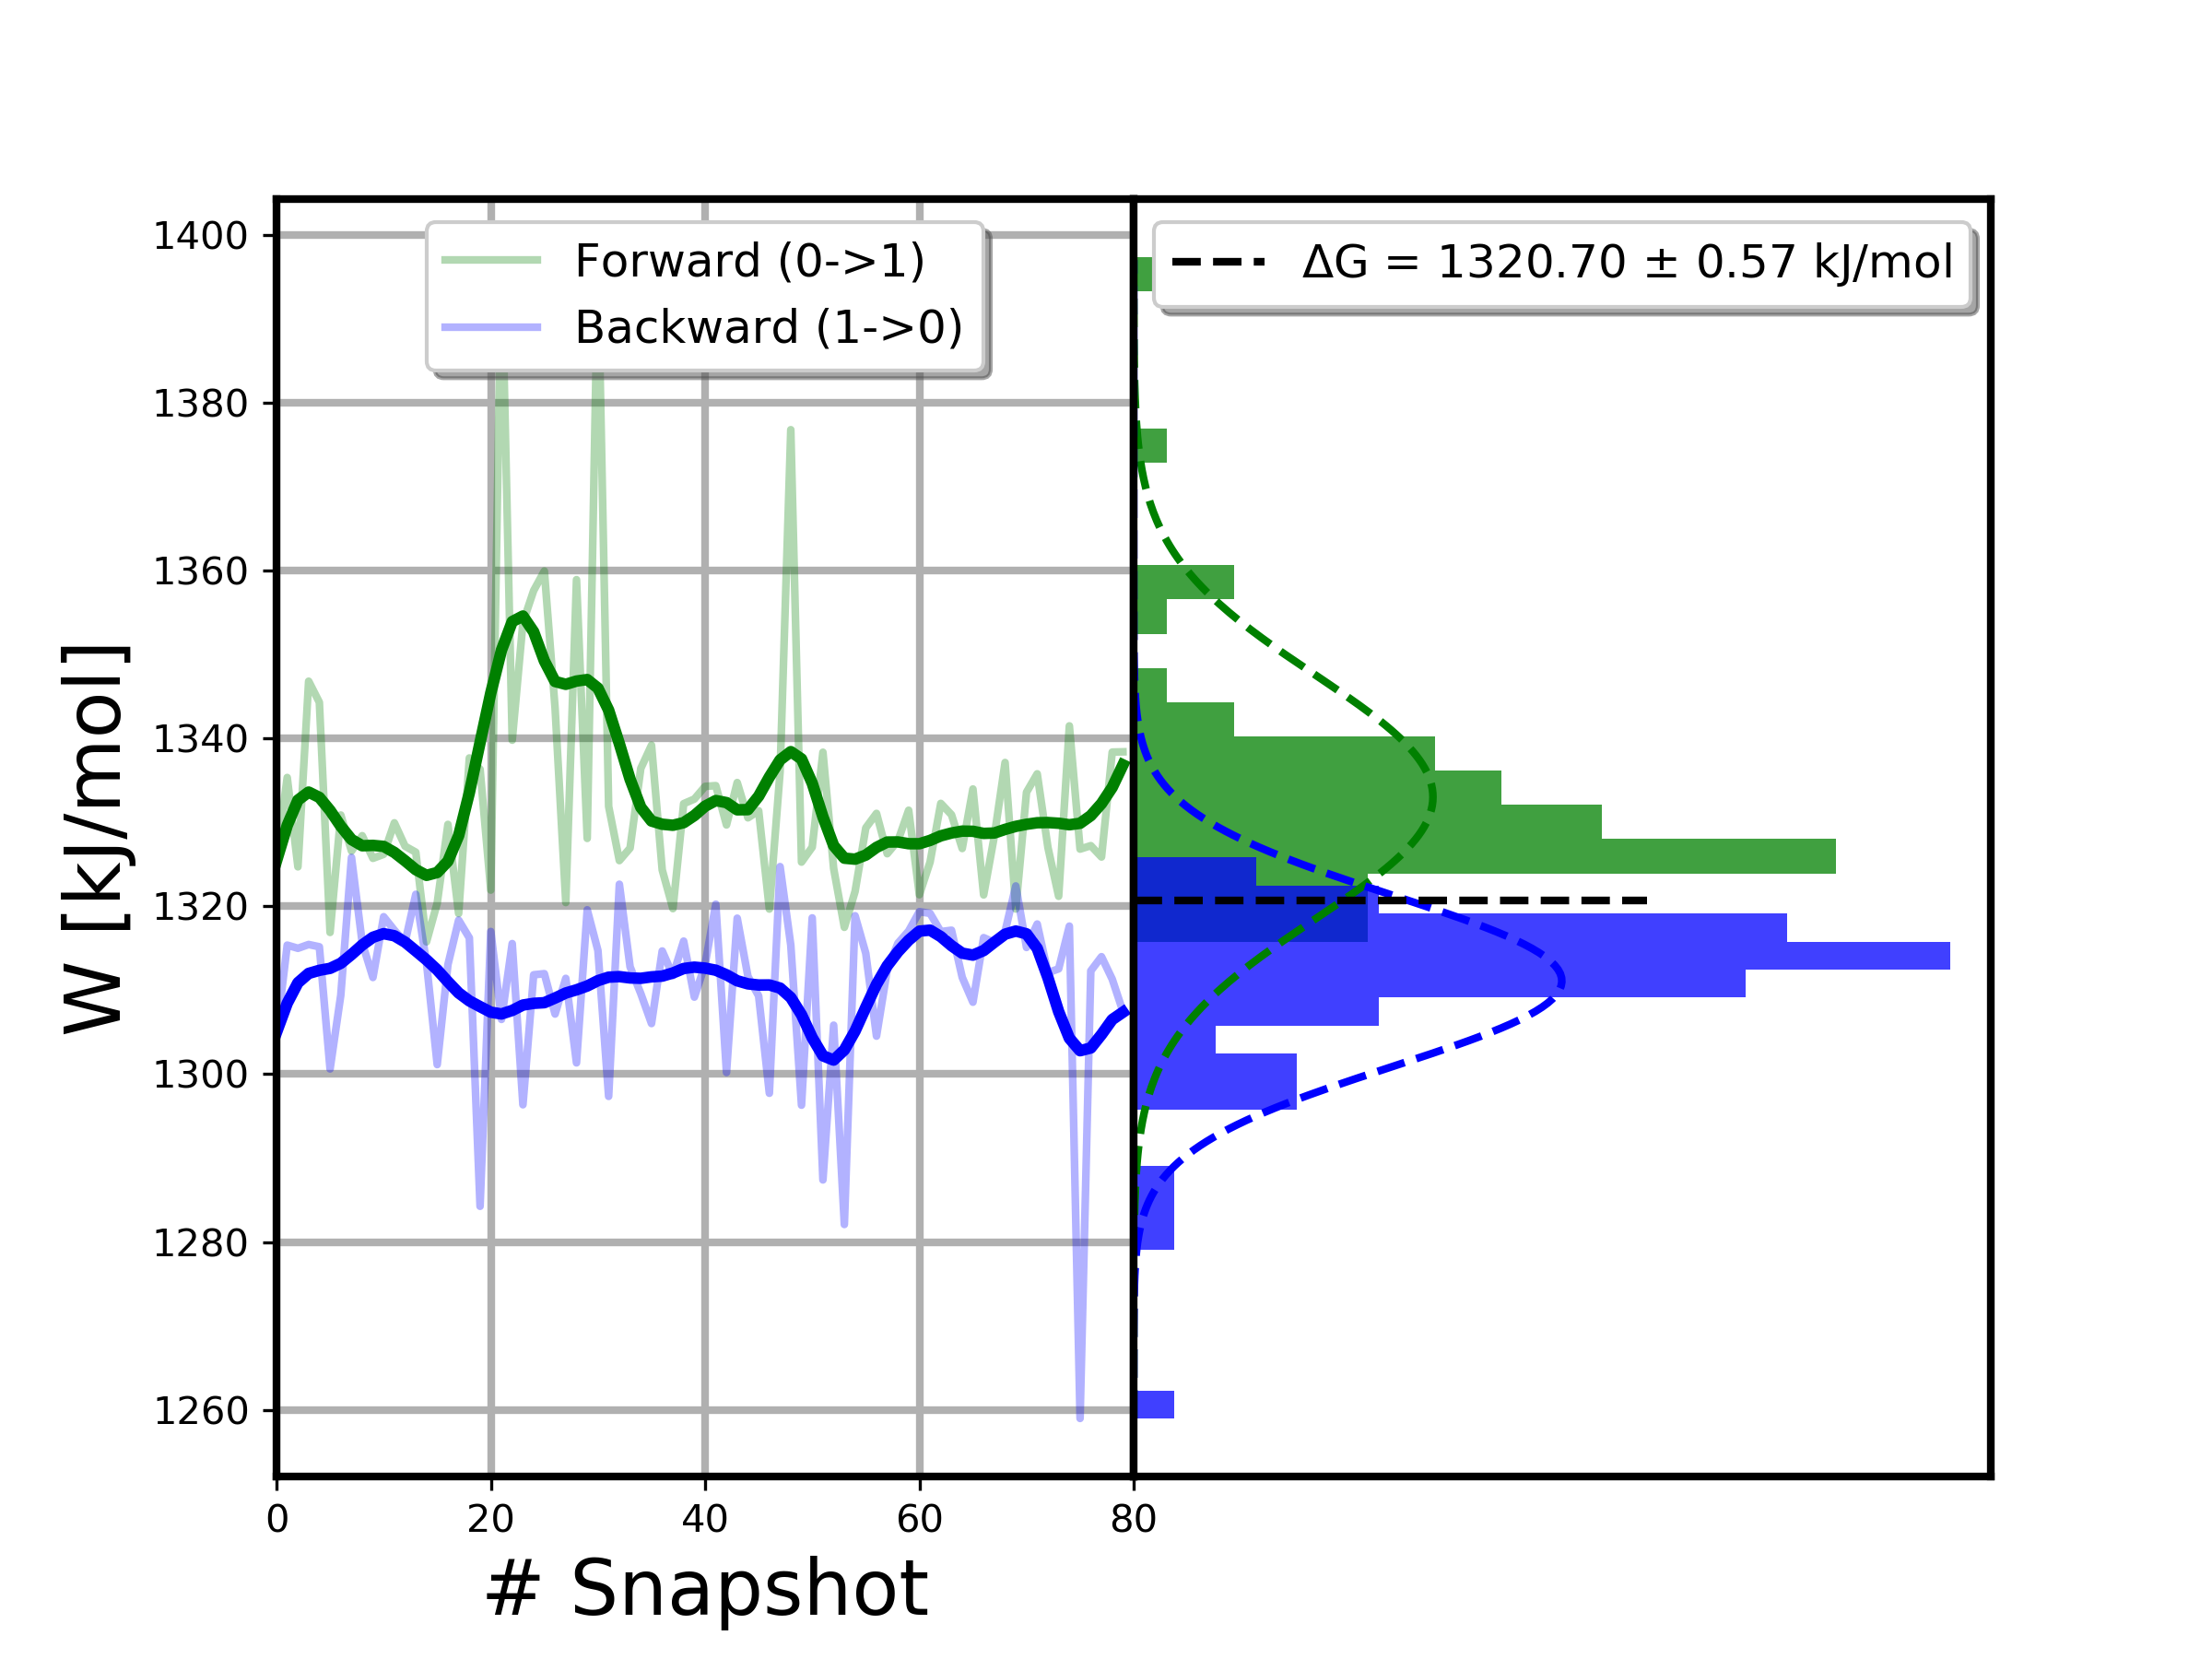 Forward (0->1)
Backward (1->0)
ΔG = 1320.70 ± 0.57 kJ/mol
W [kJ/mol]
1400
1380
1360
1340
1320
1300
1280
1260
0 20 40 60 80
# Snapshot